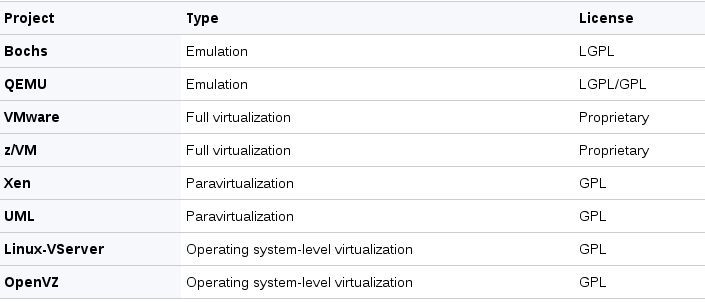 Project Type License
Bochs Emulation LGPL
QEMU Emulation LGPL/GPL
VMware Full virtualization Proprietary
z/VM Full virtualization Proprietary
Xen Paravirtualization GPL
UML Paravirtualization GPL
Linux-VServer Operating system-level virtualization GPL
OpenVZ Operating system-level virtualization GPL